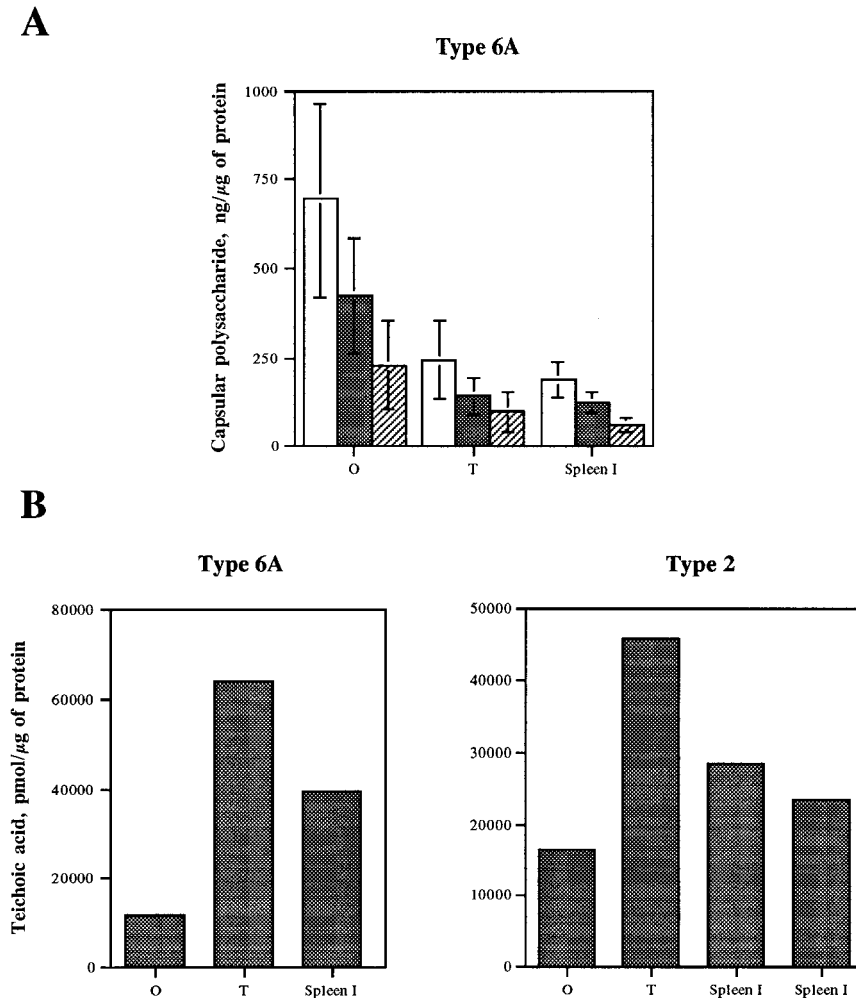 A
Type 6A
Capsular polysaccharide, ng/µg of protein
1000
750
500
250
0
O T Spleen I
B
Type 6A
Teichoic acid, pmol/µg of protein
80000
60000
40000
20000
0
O T Spleen I
Type 2
50000
40000
30000
20000
10000
0
O T Spleen I Spleen I